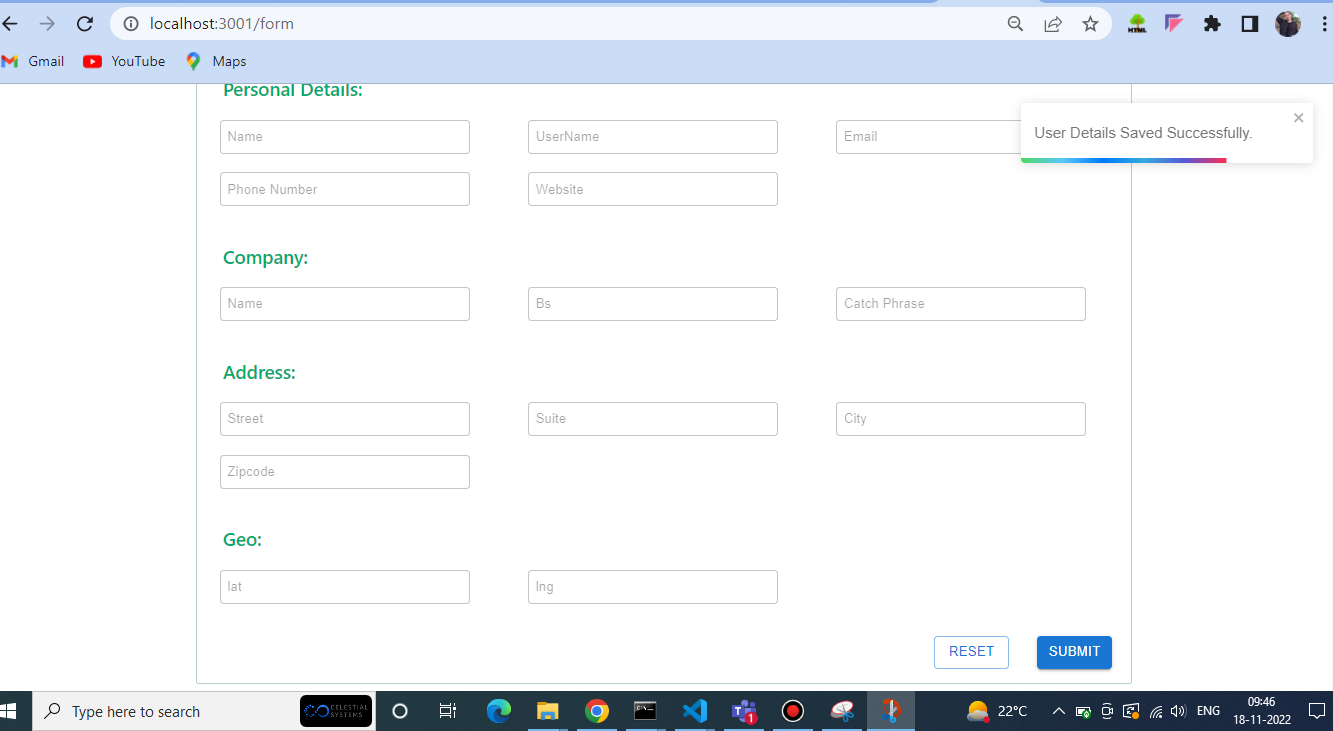 localhost:3001/form
Gmail YouTube Maps
HTML
Personal Details:
User Details Saved Successfully.
Name UserName Email
Phone Number Website
Company:
Name Bs Catch Phrase
Address:
Street Suite City
Zipcode
Geo:
lat lng
RESET SUBMIT
Type here to search
CELESTIAL
SYSTEMS
1
22°C
ENG
09:46
18-11-2022